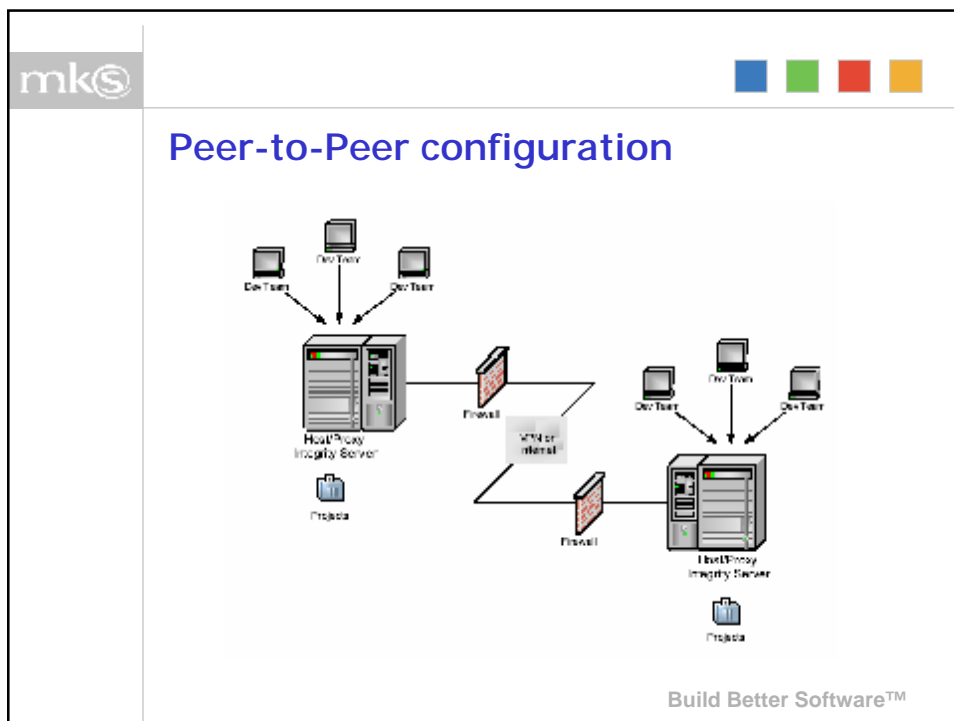 mks
Peer-to-Peer configuration
Dev Team
Dev Team
Dev Team
Host/Proxy
Integrity Server
Projects
Firewall
VPN or
Internet
Firewall
Dev Team
Dev Team
Dev Team
Host/Proxy
Integrity Server
Projects
Build Better Software™